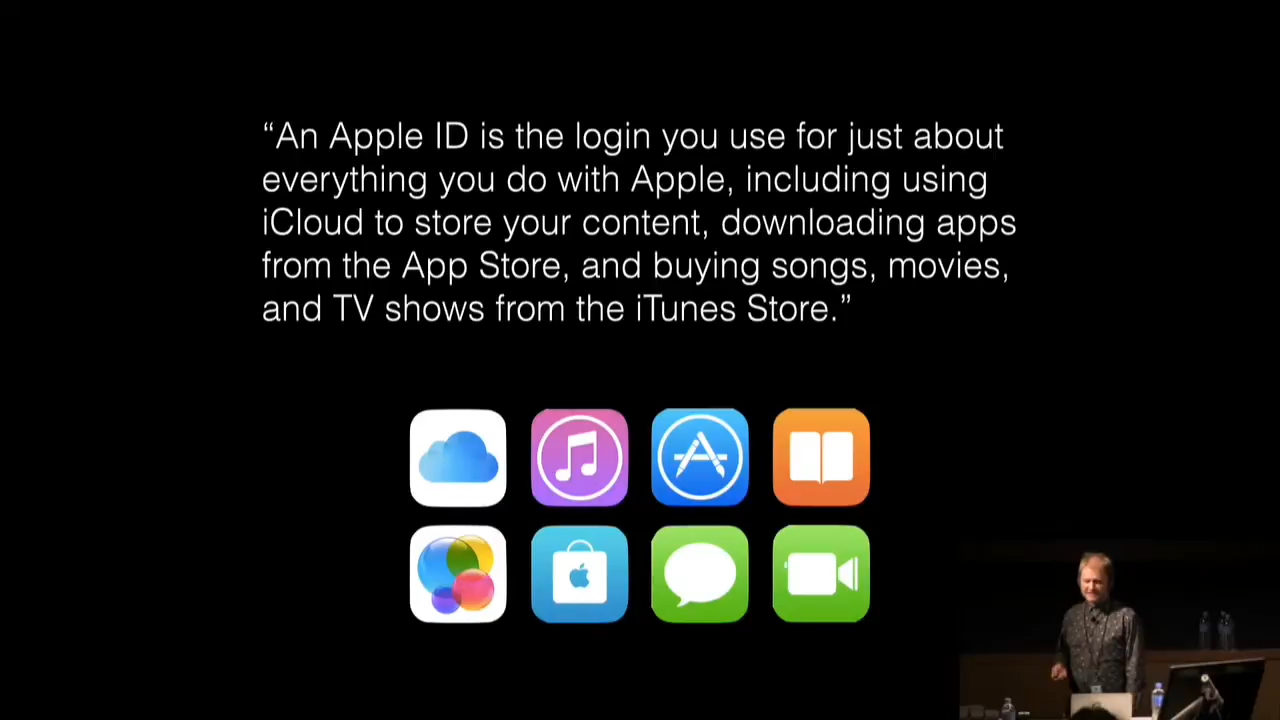 “An Apple ID is the login you use for just about
everything you do with Apple, including using
iCloud to store your content, downloading apps
from the App Store, and buying songs, movies,
and TV shows from the iTunes Store.”